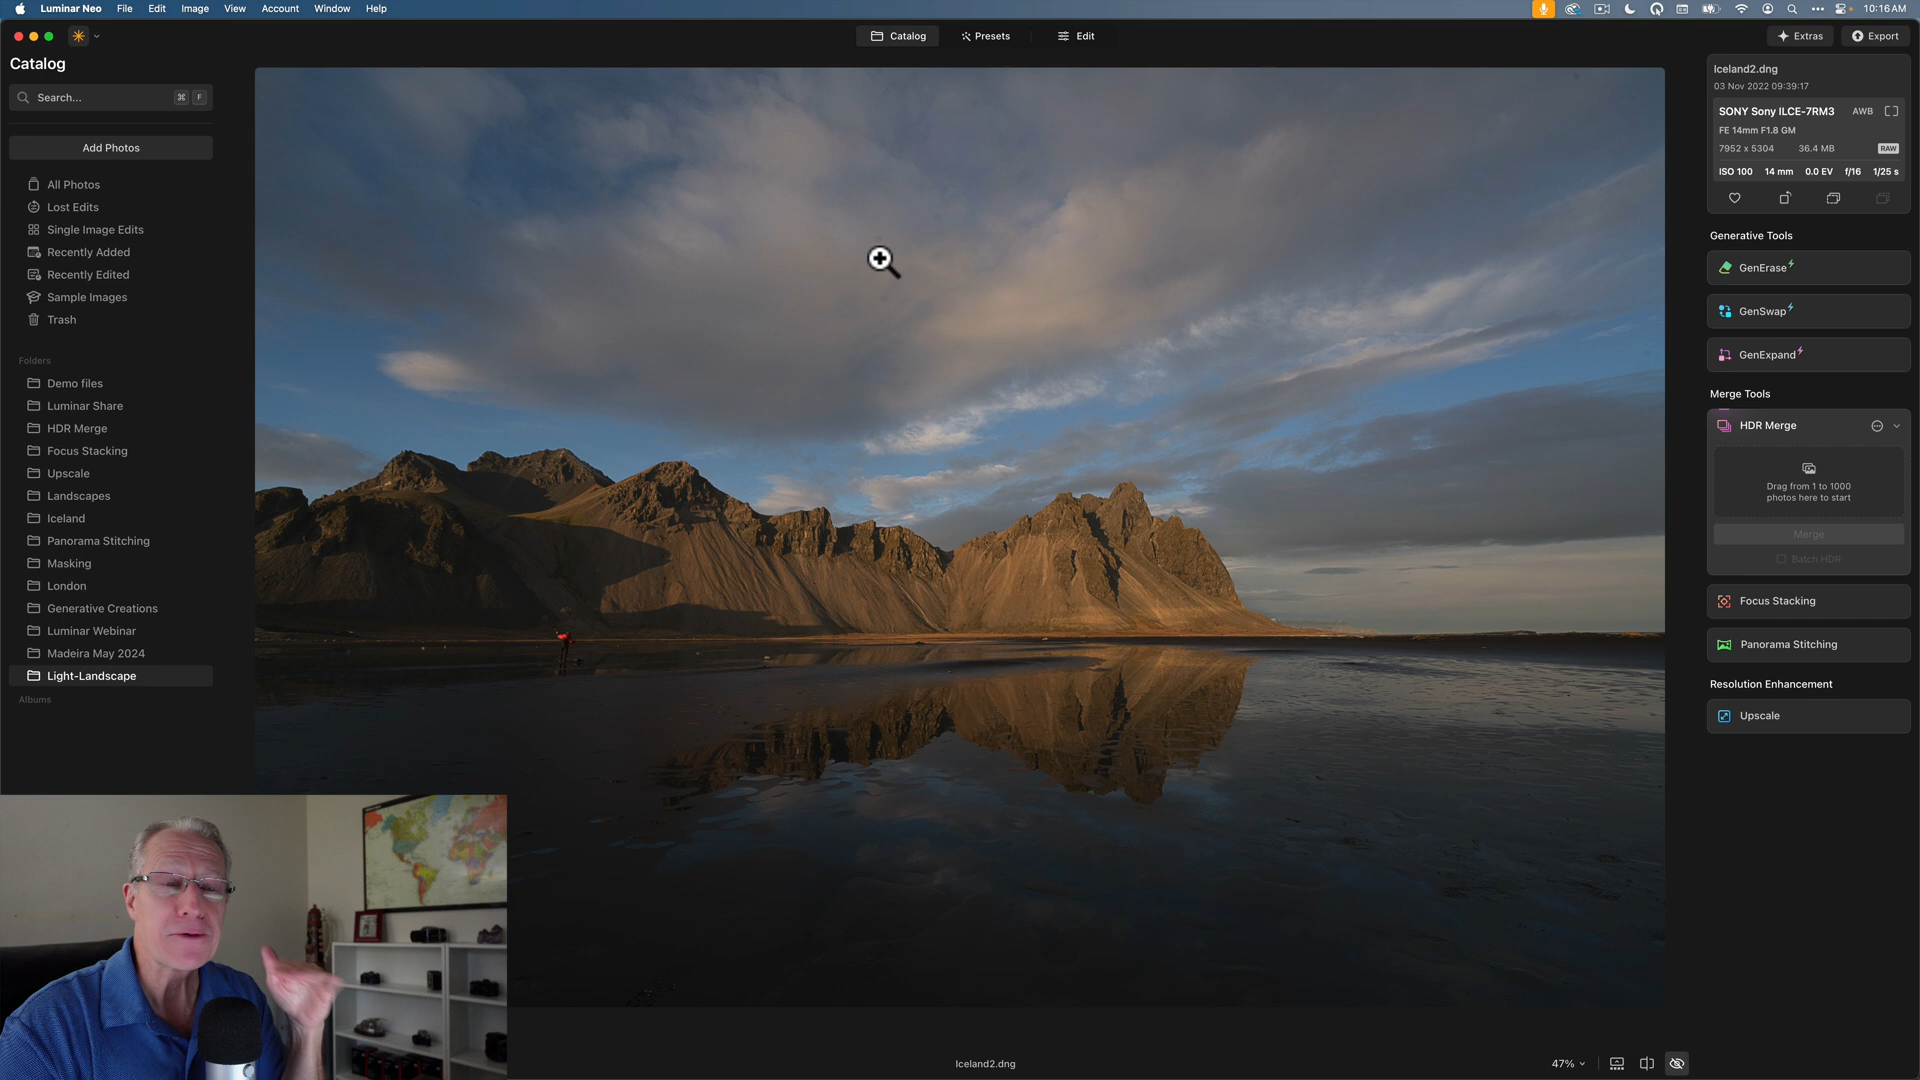 Luminar Neo File Edit Image View Account Window Help 10:16 AM
Catalog Presets Edit Extras Export
Catalog
Search... ⌘ F
Add Photos
All Photos
Lost Edits
Single Image Edits
Recently Added
Recently Edited
Sample Images
Trash
Folders
Demo files
Luminar Share
HDR Merge
Focus Stacking
Upscale
Landscapes
Iceland
Panorama Stitching
Masking
London
Generative Creations
Luminar Webinar
Madeira May 2024
Light-Landscape
Albums
Iceland2.dng
03 Nov 2022 09:39:17
SONY Sony ILCE-7RM3 AWB
FE 14mm F1.8 GM
7952 x 5304 36.4 MB RAW
ISO 100 14 mm 0.0 EV f/16 1/25 s
Generative Tools
GenErase
GenSwap
GenExpand
Merge Tools
HDR Merge
Drag from 1 to 1000
photos here to start
Merge
Batch HDR
Focus Stacking
Panorama Stitching
Resolution Enhancement
Upscale
Iceland2.dng
47%